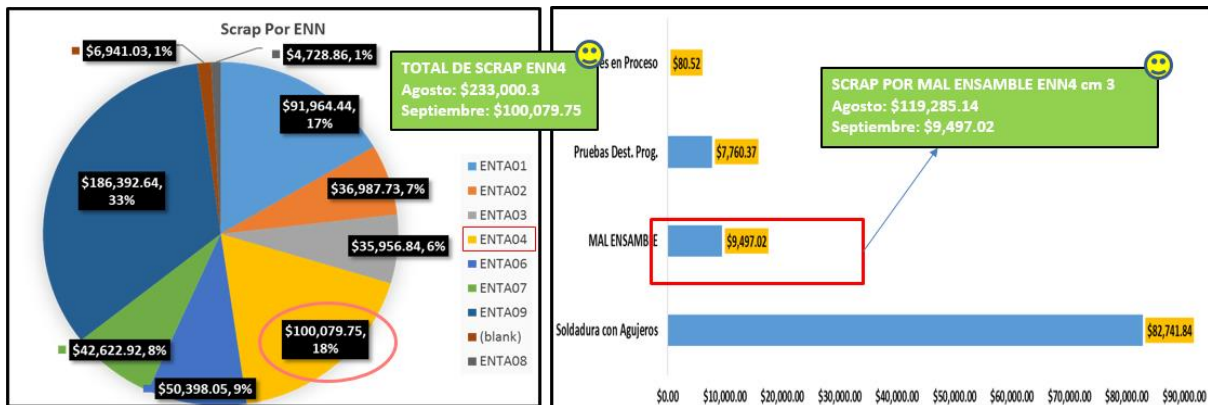 Scrap Por ENN
$6,941.03, 1%
$4,728.86, 1%
$91,964.44,
17%
$36,987.73, 7%
$35,956.84, 6%
$100,079.75,
18%
$50,398.05, 9%
$42,622.92, 8%
$186,392.64,
33%
ENTA01
ENTA02
ENTA03
ENTA04
ENTA06
ENTA07
ENTA09
(blank)
ENTA08
TOTAL DE SCRAP ENN4
Agosto: $233,000.3
Septiembre: $100,079.75
en Proceso
$80.52
SCRAP POR MAL ENSAMBLE ENN4 cm 3
Agosto: $119,285.14
Septiembre: $9,497.02
Pruebas Dest. Prog.
$7,760.37
MAL ENSAMBLE
$9,497.02
Soldadura con Agujeros
$82,741.84
$0.00 $10,000.00 $20,000.00 $30,000.00 $40,000.00 $50,000.00 $60,000.00 $70,000.00 $80,000.00 $90,000.00